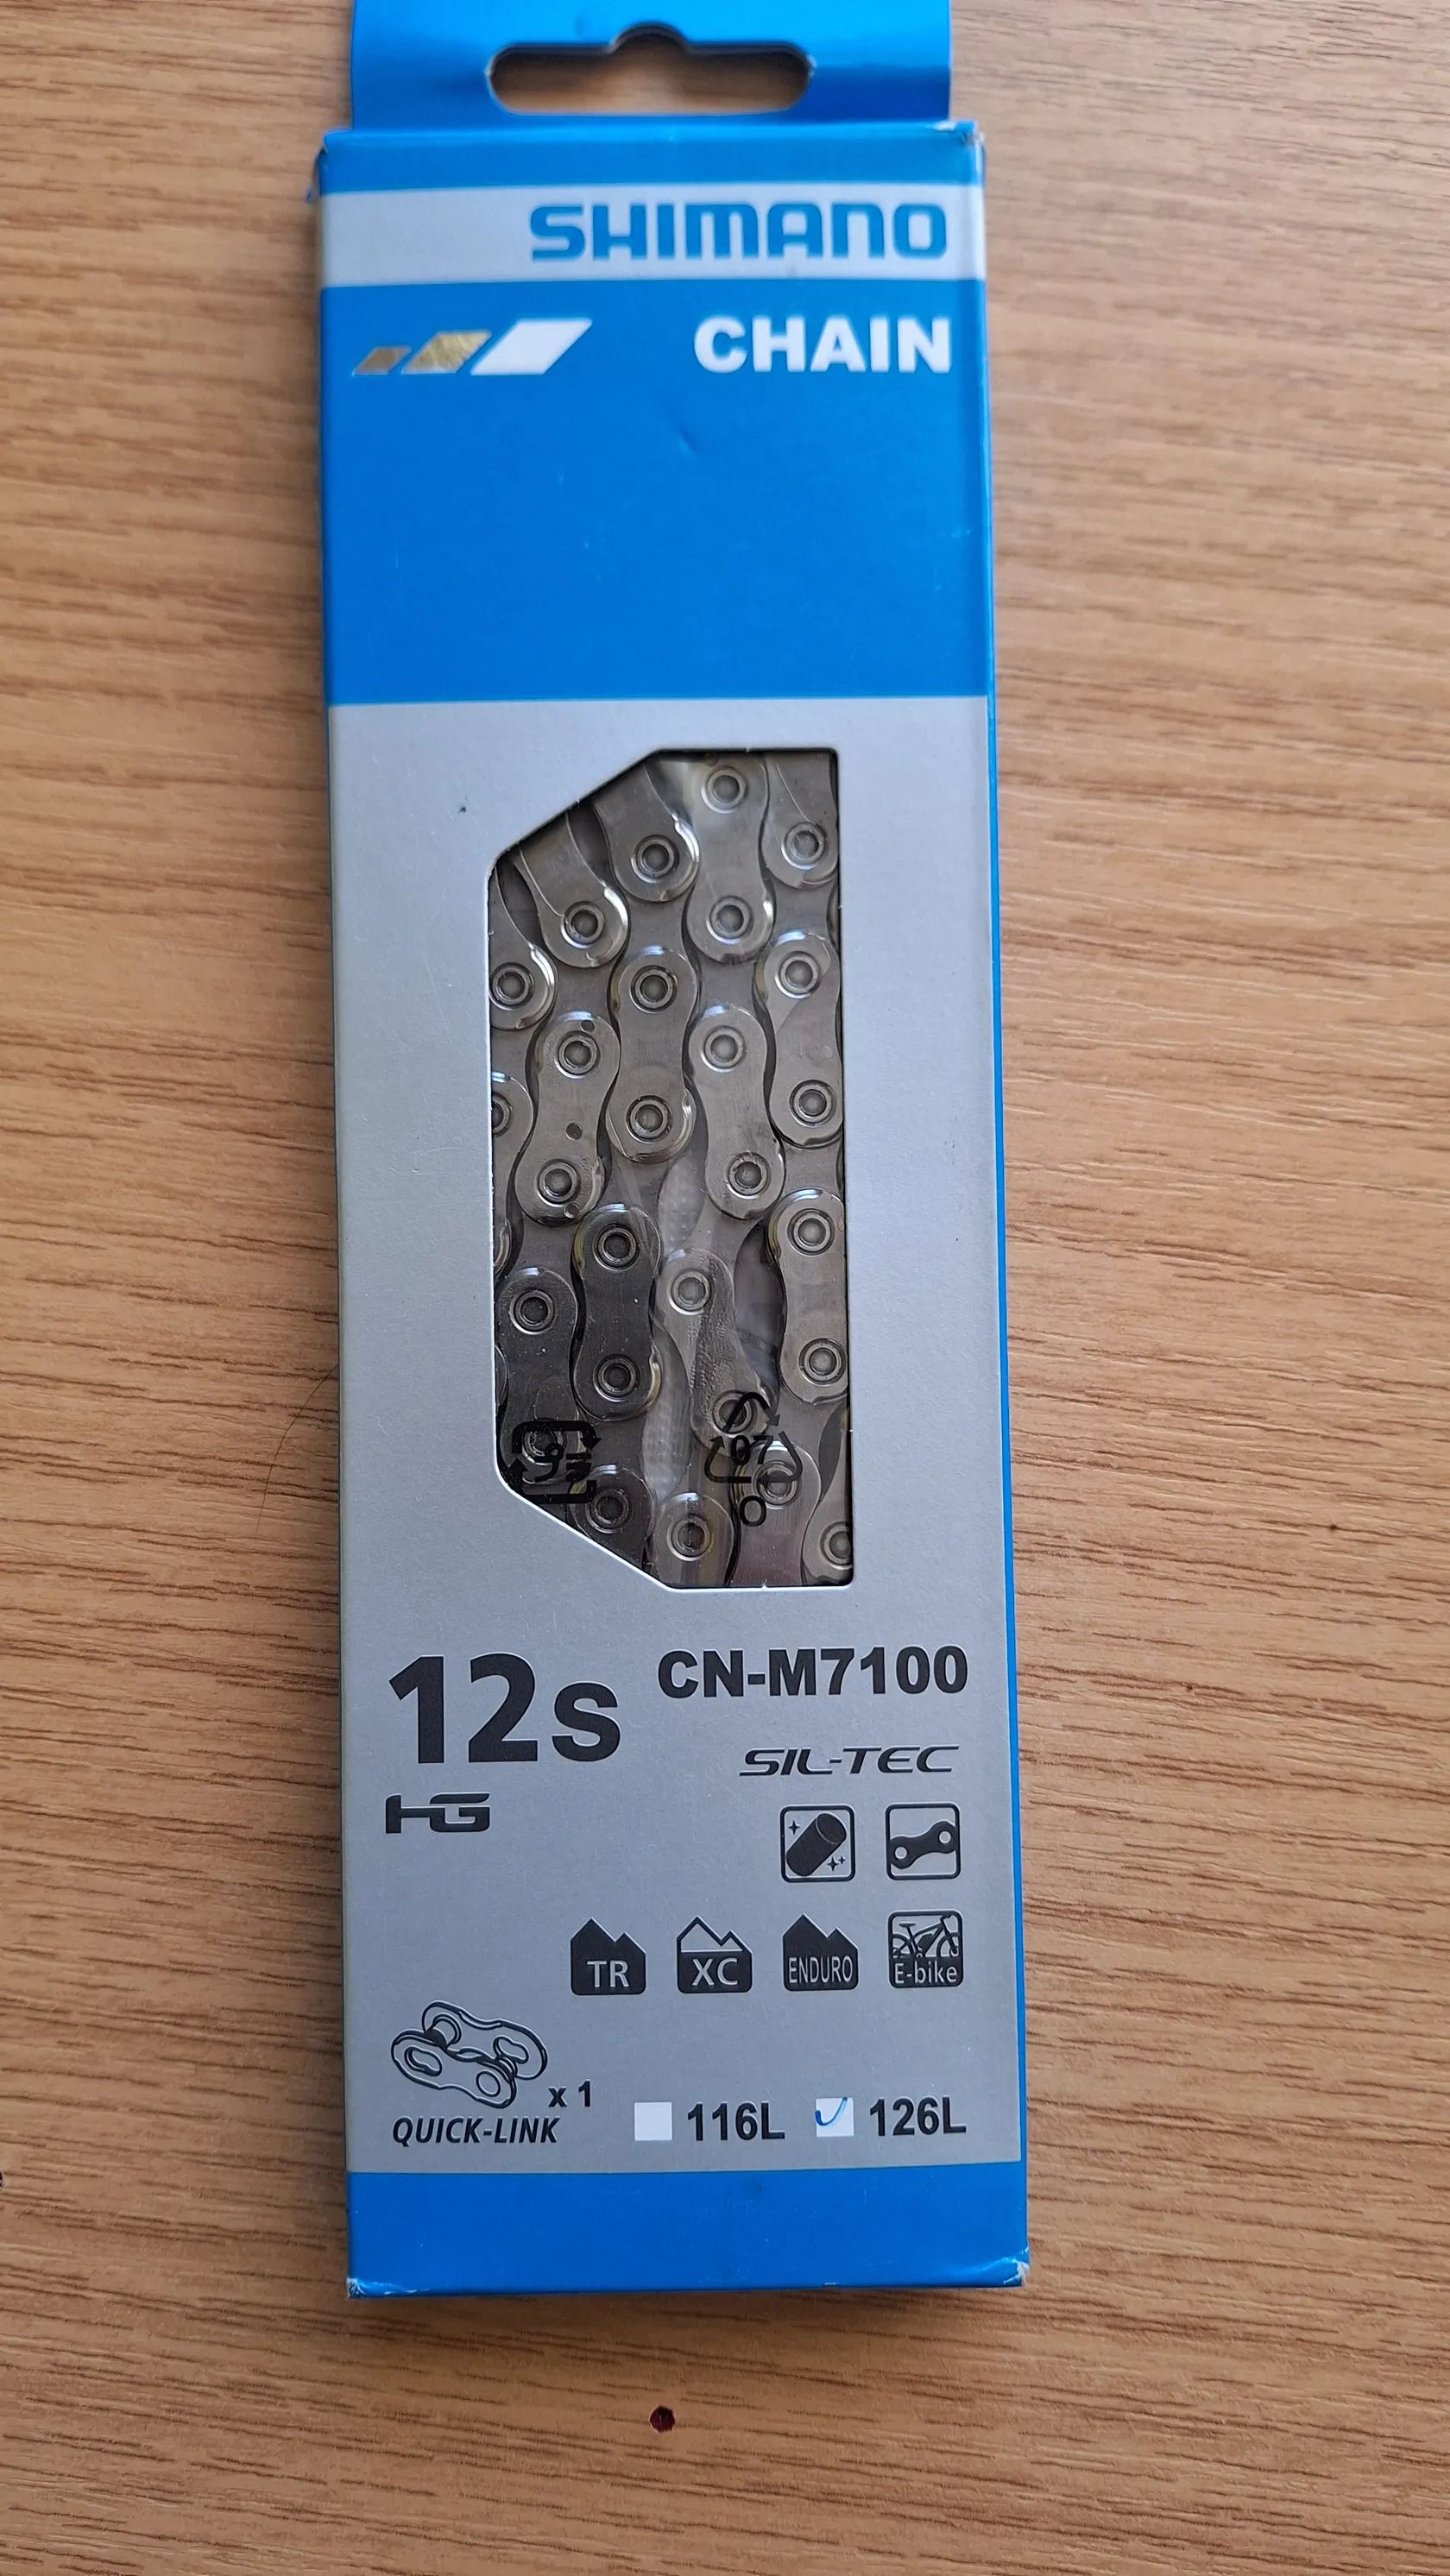 SHIMANO
CHAIN
07
O
12s
CN-M7100
SIL-TEC
HG
TR
XC
ENDURO
E-bike
x 1
QUICK-LINK
116L
126L